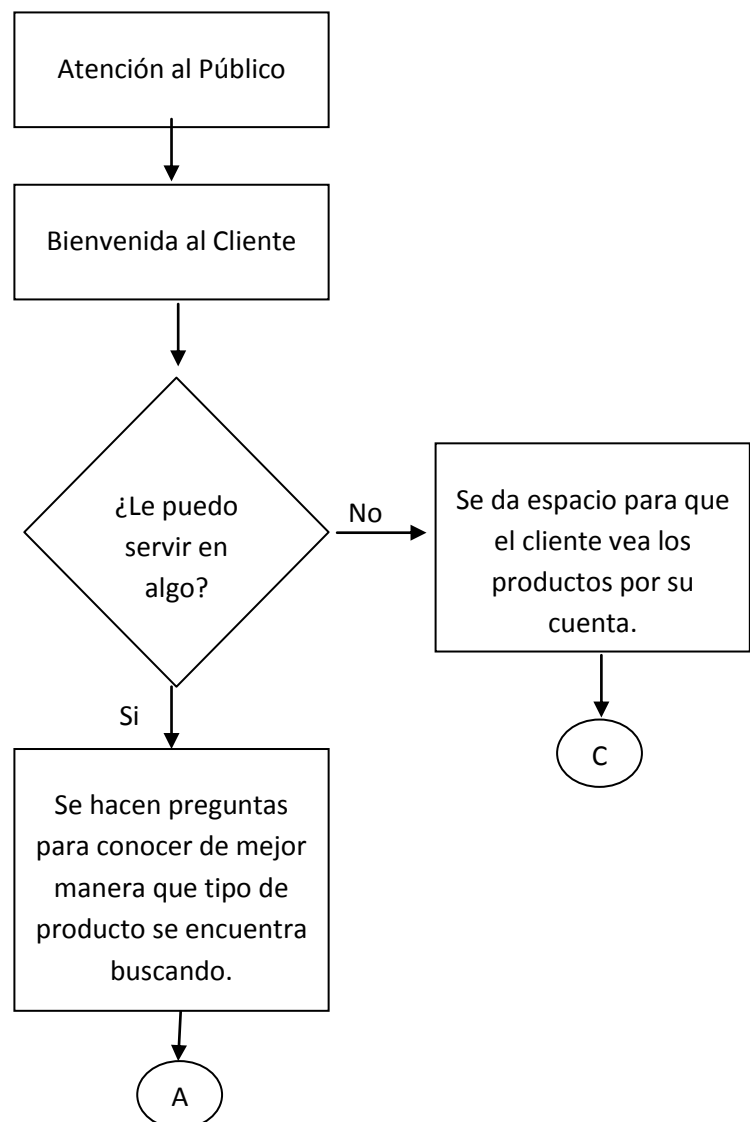 Atención al Público
Bienvenida al Cliente
¿Le puedo
servir en
algo?
No
Se da espacio para que
el cliente vea los
productos por su
cuenta.
Si
C
Se hacen preguntas
para conocer de mejor
manera que tipo de
producto se encuentra
buscando.
A